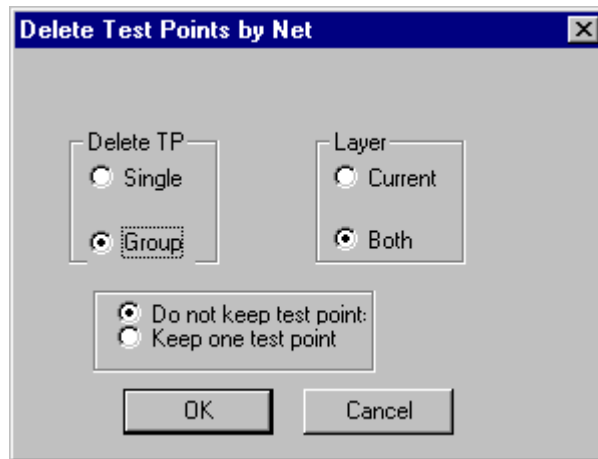 Delete Test Points by Net
Delete TP
Single
Group
Layer
Current
Both
Do not keep test point:
Keep one test point
OK
Cancel